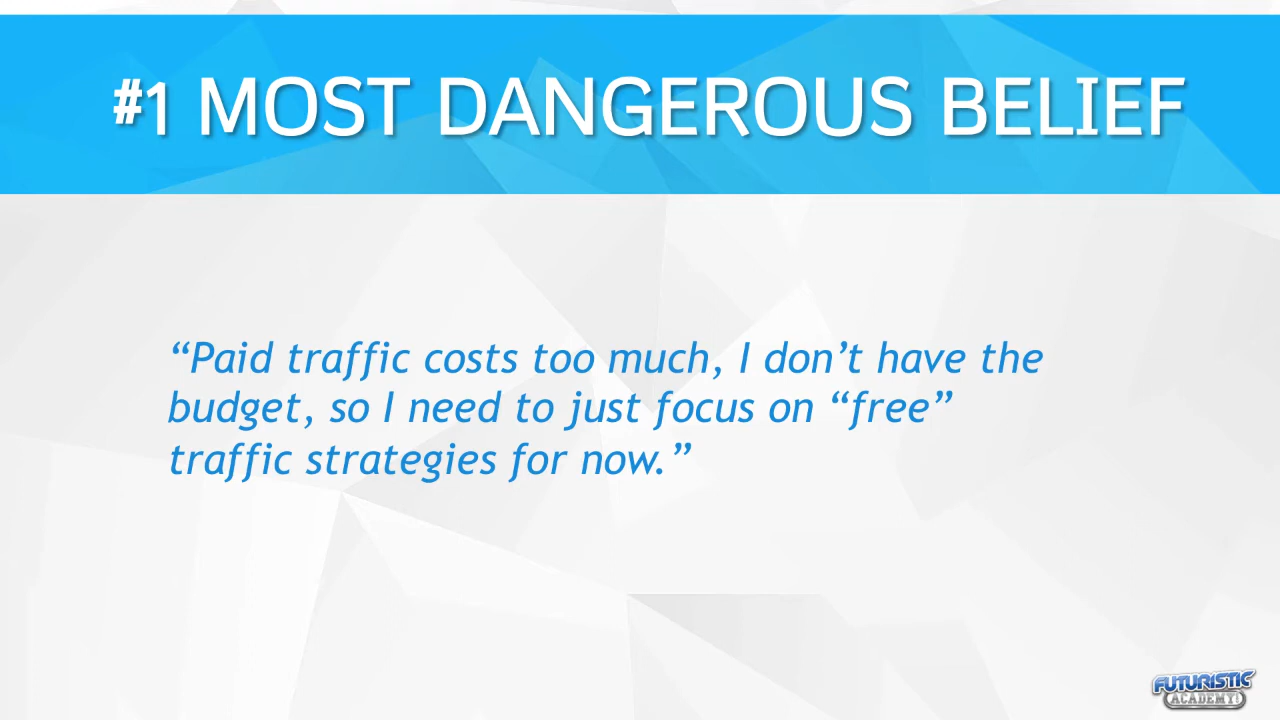 #1 MOST DANGEROUS BELIEF
“Paid traffic costs too much, I don’t have the
budget, so I need to just focus on “free”
traffic strategies for now.”
FUTURISTIC
ACADEMY!